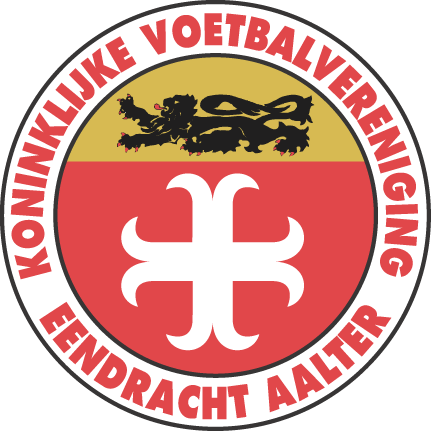 KONINKLIJKE VOETBALVERENIGING
EENDRACHT AALTER